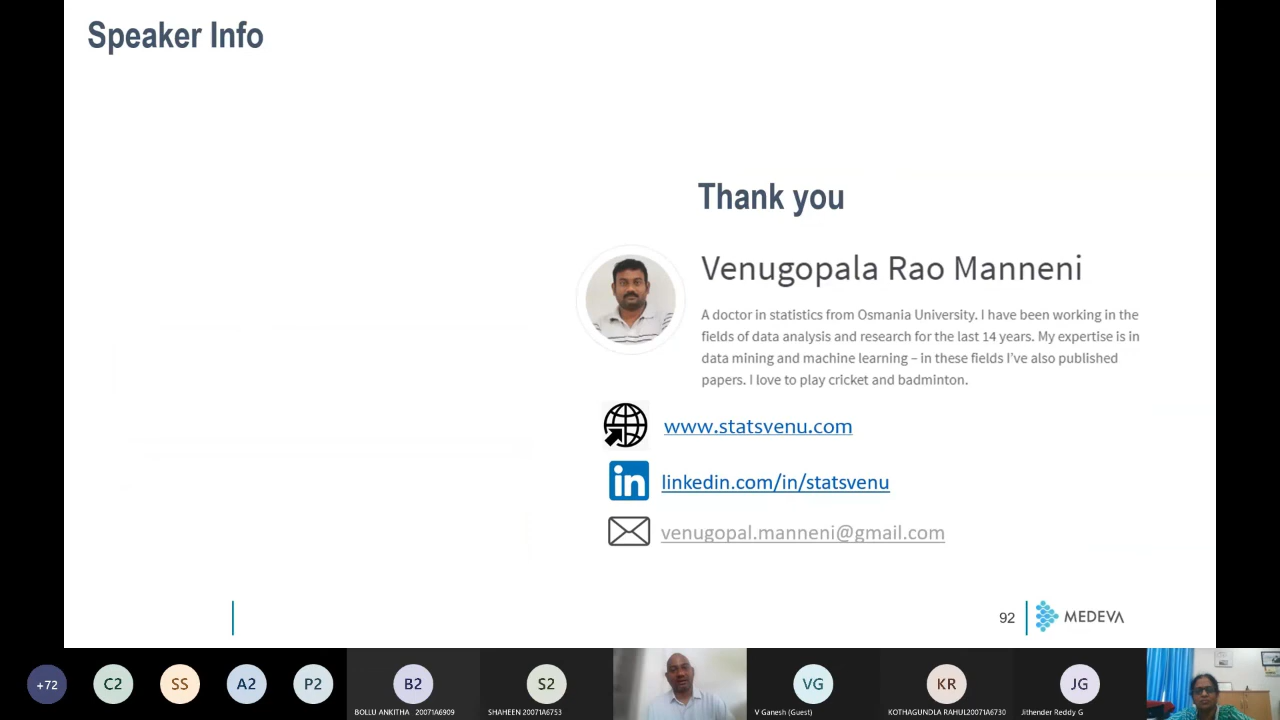 Speaker Info
Thank you
Venugopala Rao Manneni
A doctor in statistics from Osmania University. I have been working in the
fields of data analysis and research for the last 14 years. My expertise is in
data mining and machine learning – in these fields I've also published
papers. I love to play cricket and badminton.
www.statsvenu.com
in linkedin.com/in/statsvenu
venugopal.manneni@gmail.com
92 MEDEVA
+72 C2 SS A2 P2 B2 S2 VG KR JG
BOLLU ANKITHA 20071A6909 SHAHEEN 20071A6753 V Ganesh (Guest) KOTHAGUNDLA RAHUL20071A6730 Jithender Reddy G